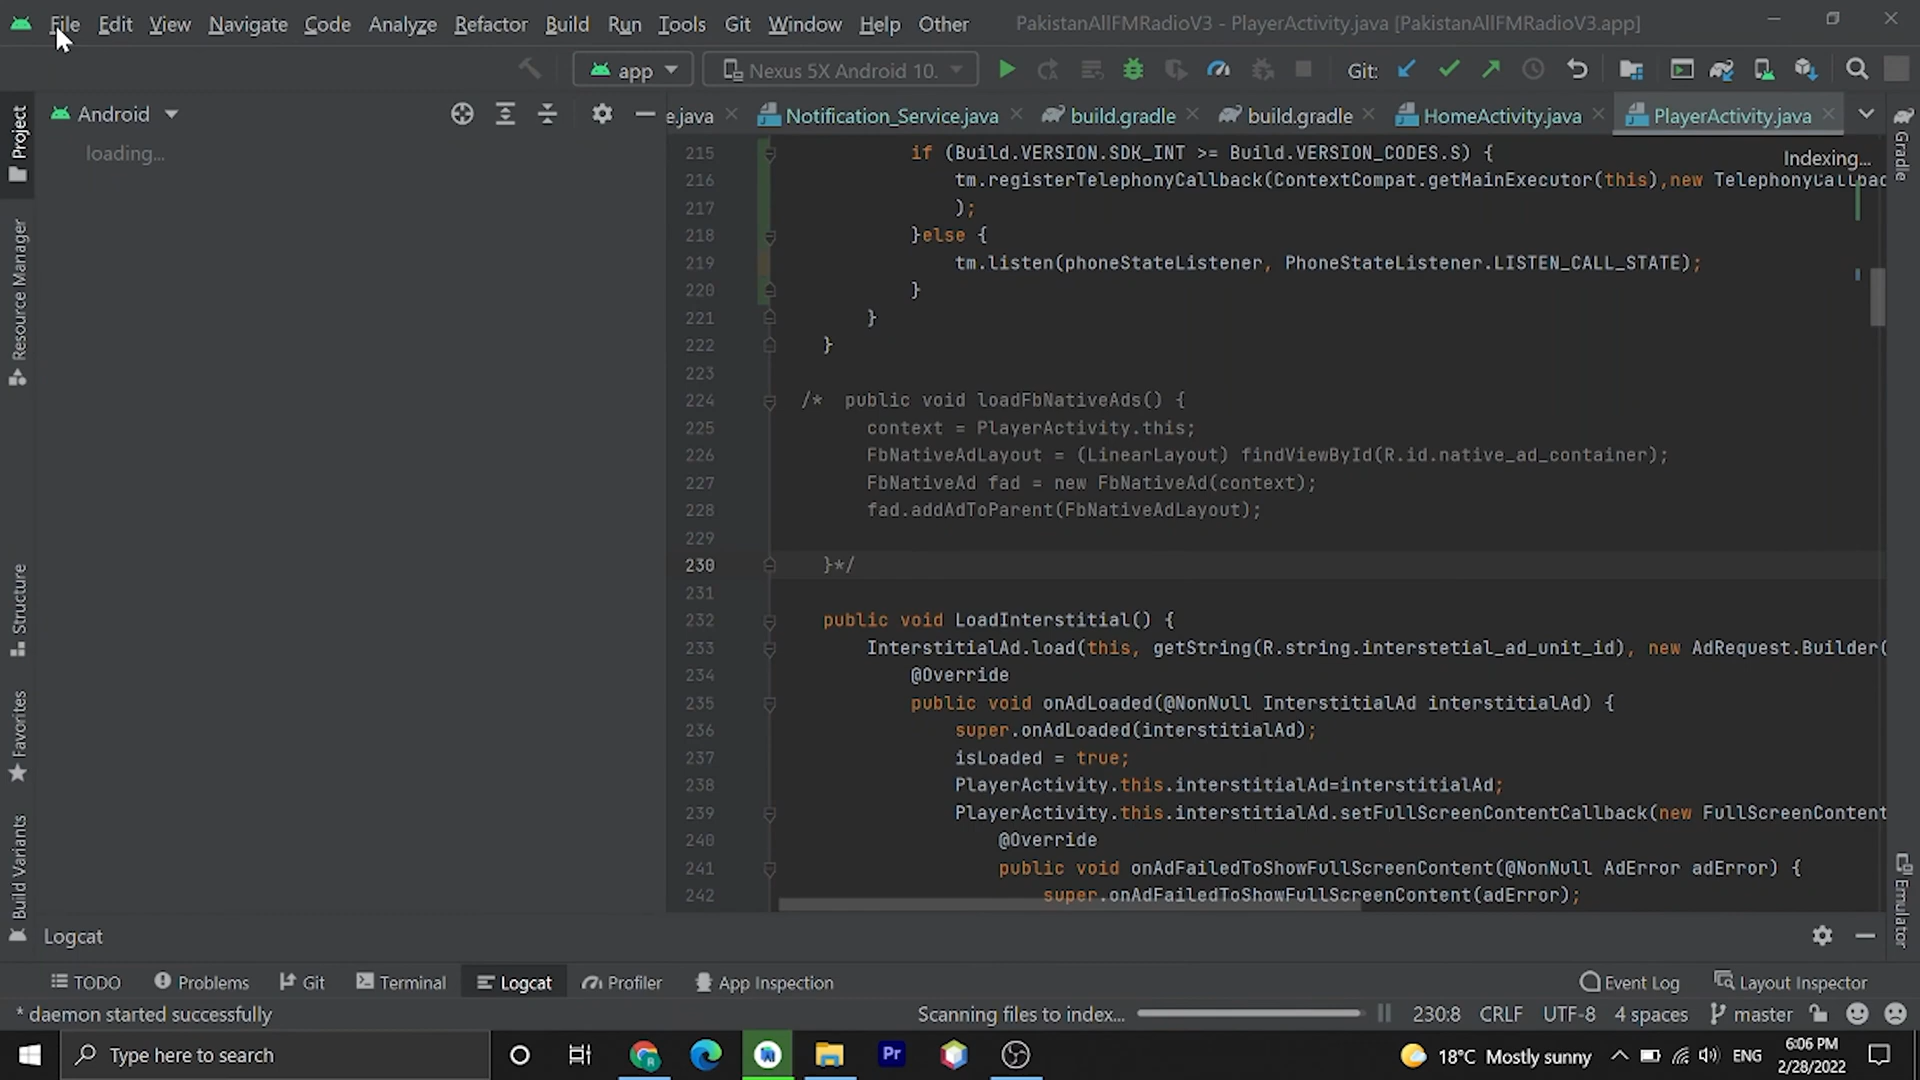 File Edit View Navigate Code Analyze Refactor Build Run Tools Git Window Help Other PakistanAllFMRadioV3 - PlayerActivity.java [PakistanAllFMRadioV3.app]
app Nexus 5X Android 10. Git:
Android e.java Notification_Service.java build.gradle build.gradle HomeActivity.java PlayerActivity.java
loading...
Indexing...
215 if (Build.VERSION.SDK_INT >= Build.VERSION_CODES.S) {
216 tm.registerTelephonyCallback(ContextCompat.getMainExecutor(this),new TelephonyCallbac
217 );
218 }else {
219 tm.listen(phoneStateListener, PhoneStateListener.LISTEN_CALL_STATE);
220 }
221 }
222 }
223
224 /* public void loadFbNativeAds() {
225 context = PlayerActivity.this;
226 FbNativeAdLayout = (LinearLayout) findViewById(R.id.native_ad_container);
227 FbNativeAd fad = new FbNativeAd(context);
228 fad.addAdToParent(FbNativeAdLayout);
229
230 }*/
231
232 public void LoadInterstitial() {
233 InterstitialAd.load(this, getString(R.string.interstetial_ad_unit_id), new AdRequest.Builder(
234 @Override
235 public void onAdLoaded(@NonNull InterstitialAd interstitialAd) {
236 super.onAdLoaded(interstitialAd);
237 isLoaded = true;
238 PlayerActivity.this.interstitialAd=interstitialAd;
239 PlayerActivity.this.interstitialAd.setFullScreenContentCallback(new FullScreenContent
240 @Override
241 public void onAdFailedToShowFullScreenContent(@NonNull AdError adError) {
242 super.onAdFailedToShowFullScreenContent(adError);
Project
Resource Manager
Structure
Favorites
Build Variants
Gradle
Emulator
Logcat
TODO Problems Git Terminal Logcat Profiler App Inspection Event Log Layout Inspector
* daemon started successfully Scanning files to index... 230:8 CRLF UTF-8 4 spaces master
Type here to search Pr 18°C Mostly sunny ENG 6:06 PM
2/28/2022